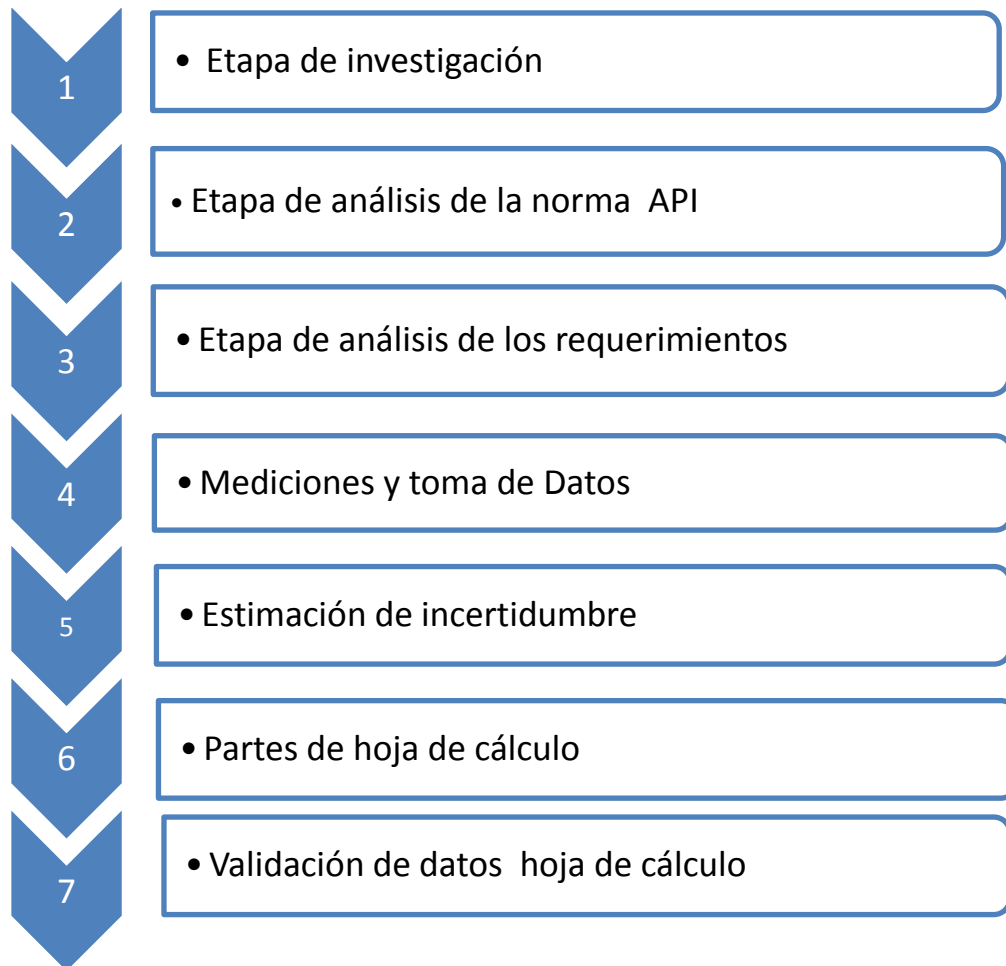 1
• Etapa de investigación
2
• Etapa de análisis de la norma API
3
• Etapa de análisis de los requerimientos
4
• Mediciones y toma de Datos
5
• Estimación de incertidumbre
6
• Partes de hoja de cálculo
7
• Validación de datos hoja de cálculo